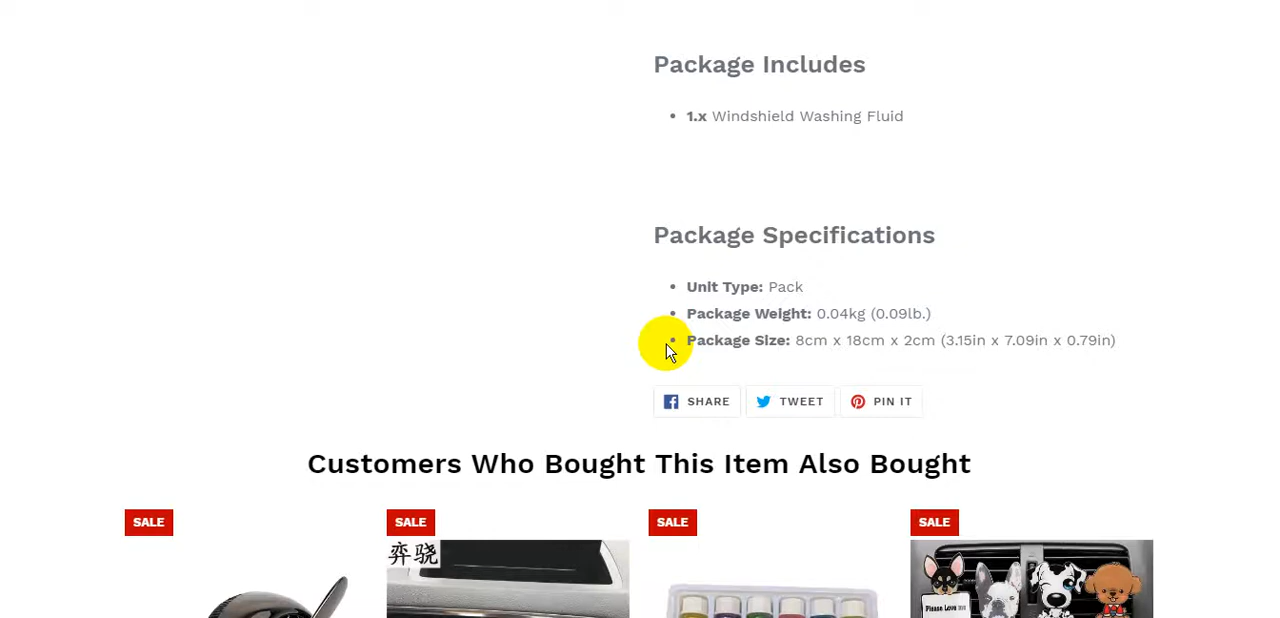 Package Includes
1.x Windshield Washing Fluid
Package Specifications
Unit Type: Pack
Package Weight: 0.04kg (0.09lb.)
Package Size: 8cm x 18cm x 2cm (3.15in x 7.09in x 0.79in)
SHARE TWEET PIN IT
Customers Who Bought This Item Also Bought
SALE SALE SALE SALE
弈骁
Please Love